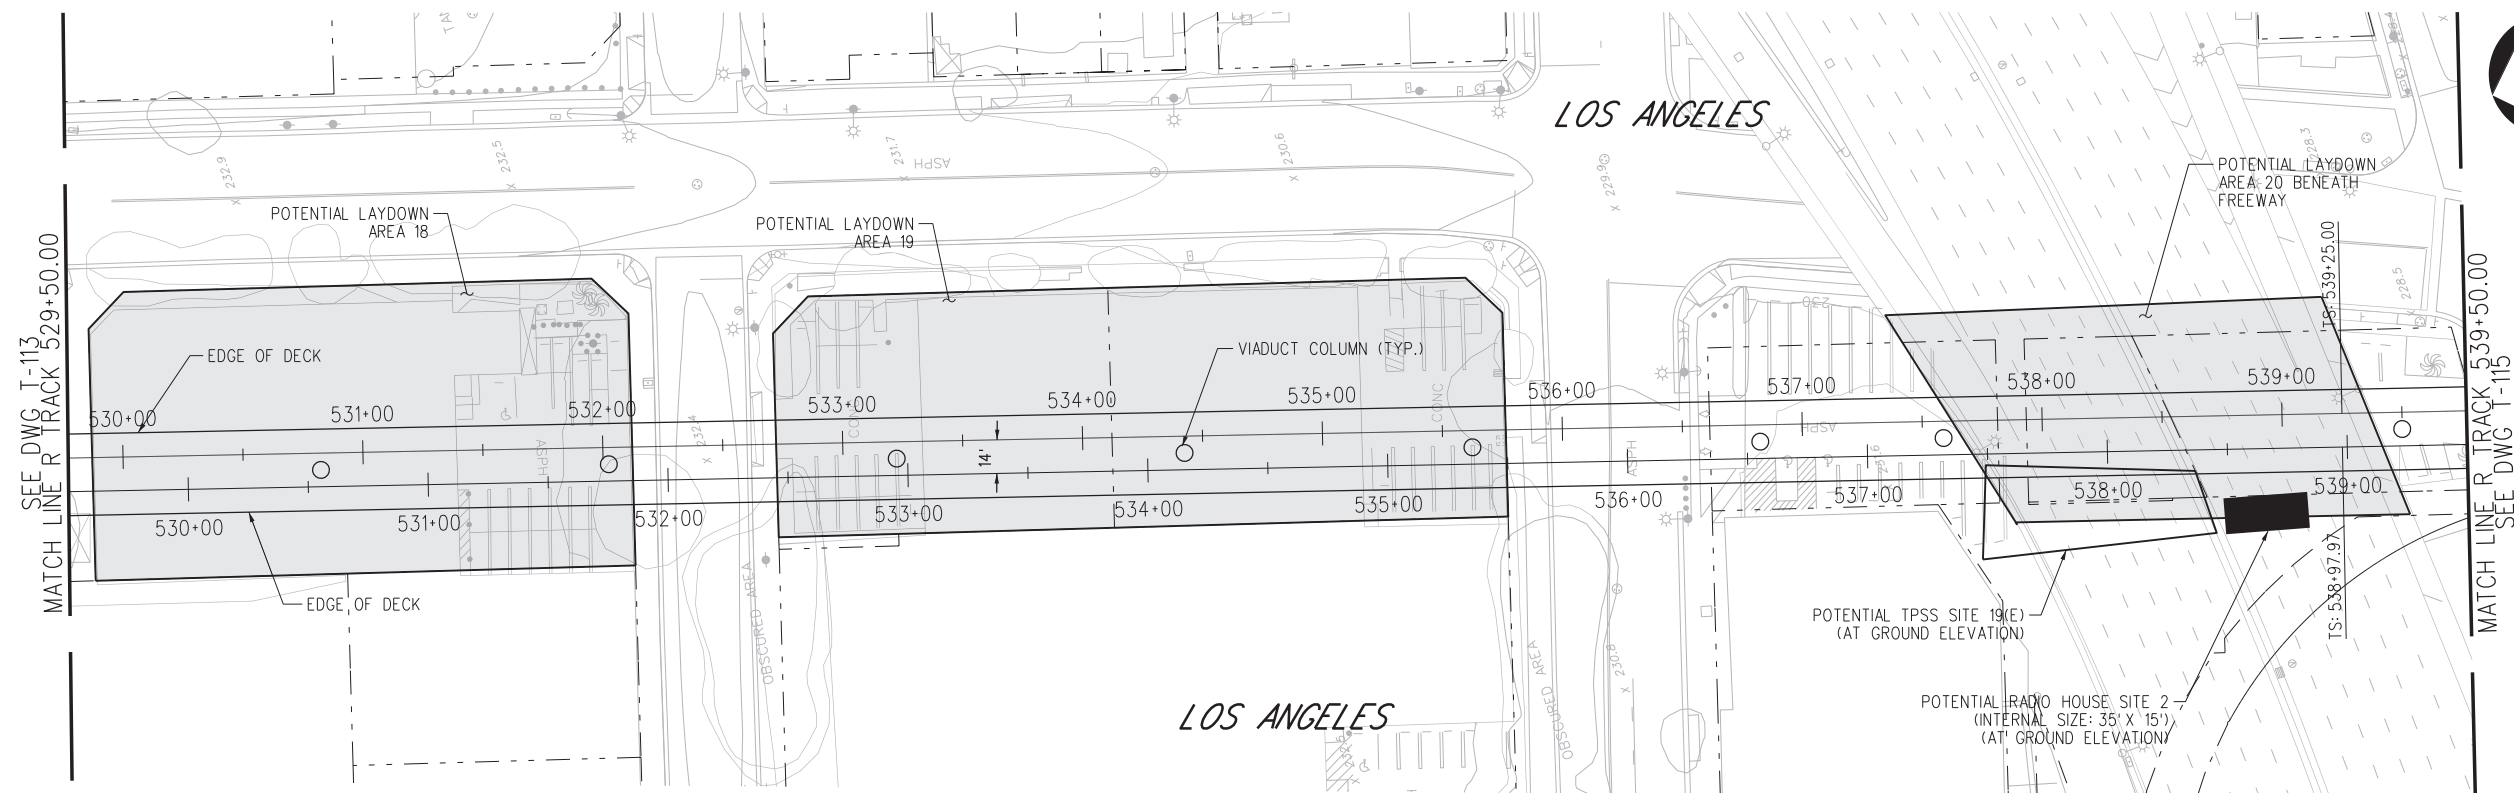 LOS ANGELES
232.9
232.5
231.7
ASPH
230.6
229.9
228.3
POTENTIAL LAYDOWN
AREA 18
POTENTIAL LAYDOWN
AREA 19
POTENTIAL LAYDOWN
AREA 20 BENEATH
FREEWAY
TS: 539+25.00
228.5
SEE DWG T-113
MATCH LINE R TRACK 529+50.00
EDGE OF DECK
VIADUCT COLUMN (TYP.)
230
530+00
531+00
532+00
533+00
534+00
535+00
536+00
537+00
538+00
539+00
CONC
232.4
ASPH
14'
ASPH
ASPH
530+00
531+00
532+00
533+00
534+00
535+00
536+00
537+00
538+00
539+00
MATCH LINE R TRACK 539+50.00
SEE DWG T-115
TS: 538+97.97
EDGE OF DECK
OBSCURED AREA
OBSCURED AREA
230.8
POTENTIAL TPSS SITE 19(E)
(AT GROUND ELEVATION)
LOS ANGELES
POTENTIAL RADIO HOUSE SITE 2
(INTERNAL SIZE: 35' X 15')
(AT GROUND ELEVATION)